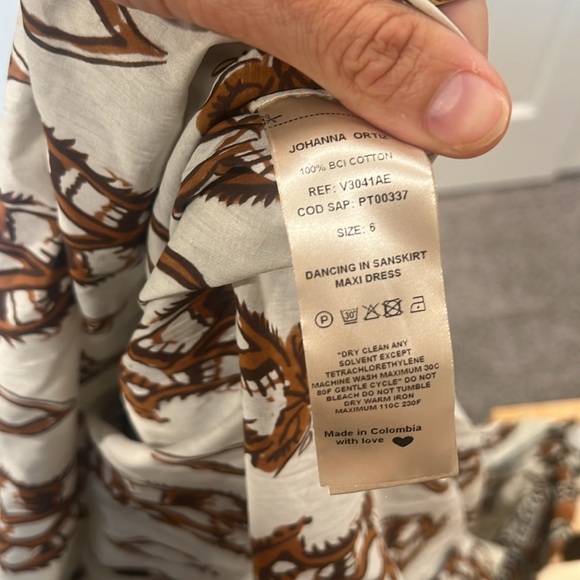 JOHANNA ORTIZ
100% BCI COTTON
REF: V3041AE
COD SAP: PT00337
SIZE: 6
DANCING IN SANSKIRT
MAXI DRESS
P 30°
"DRY CLEAN ANY
SOLVENT EXCEPT
TETRACHLORETHYLENE
MACHINE WASH MAXIMUM 30C
80F GENTLE CYCLE" DO NOT
BLEACH DO NOT TUMBLE
DRY WARM IRON
MAXIMUM 110C 230F
Made in Colombia
with love